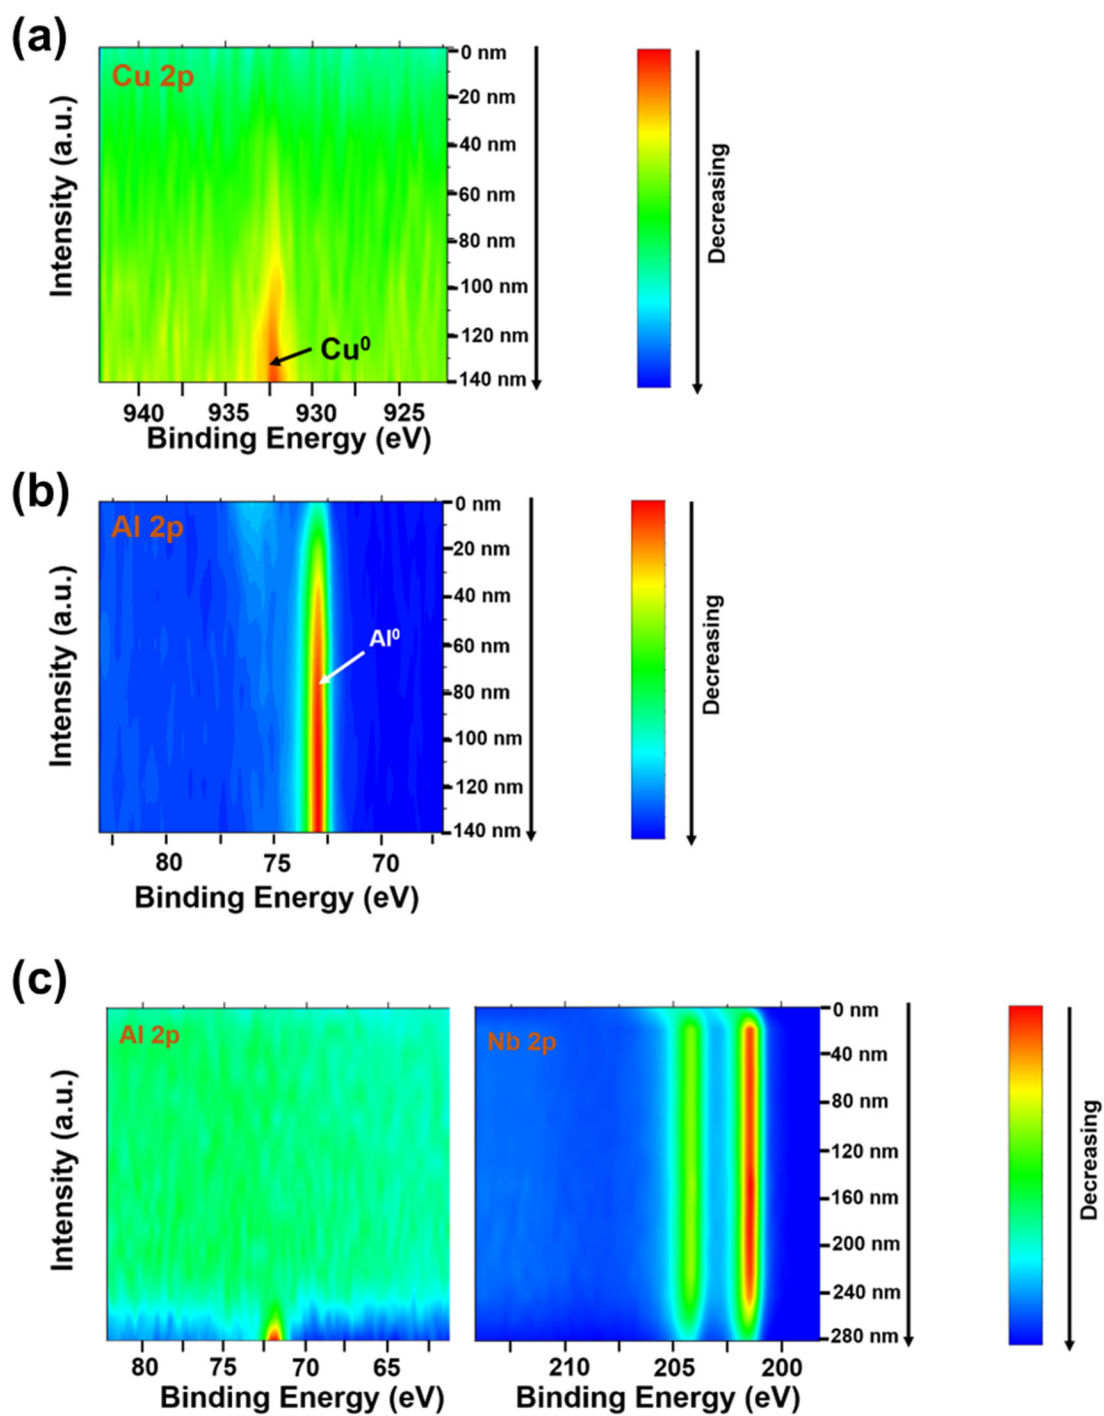 (a)
Cu 2p
0 nm
20 nm
40 nm
60 nm
80 nm
100 nm
120 nm
140 nm
Cu⁰
Intensity (a.u.)
940 935 930 925
Binding Energy (eV)
Decreasing
(b)
Al 2p
0 nm
20 nm
40 nm
60 nm
80 nm
100 nm
120 nm
140 nm
Al⁰
Intensity (a.u.)
80 75 70
Binding Energy (eV)
Decreasing
(c)
Al 2p
Intensity (a.u.)
80 75 70 65
Binding Energy (eV)
Nb 2p
0 nm
40 nm
80 nm
120 nm
160 nm
200 nm
240 nm
280 nm
210 205 200
Binding Energy (eV)
Decreasing